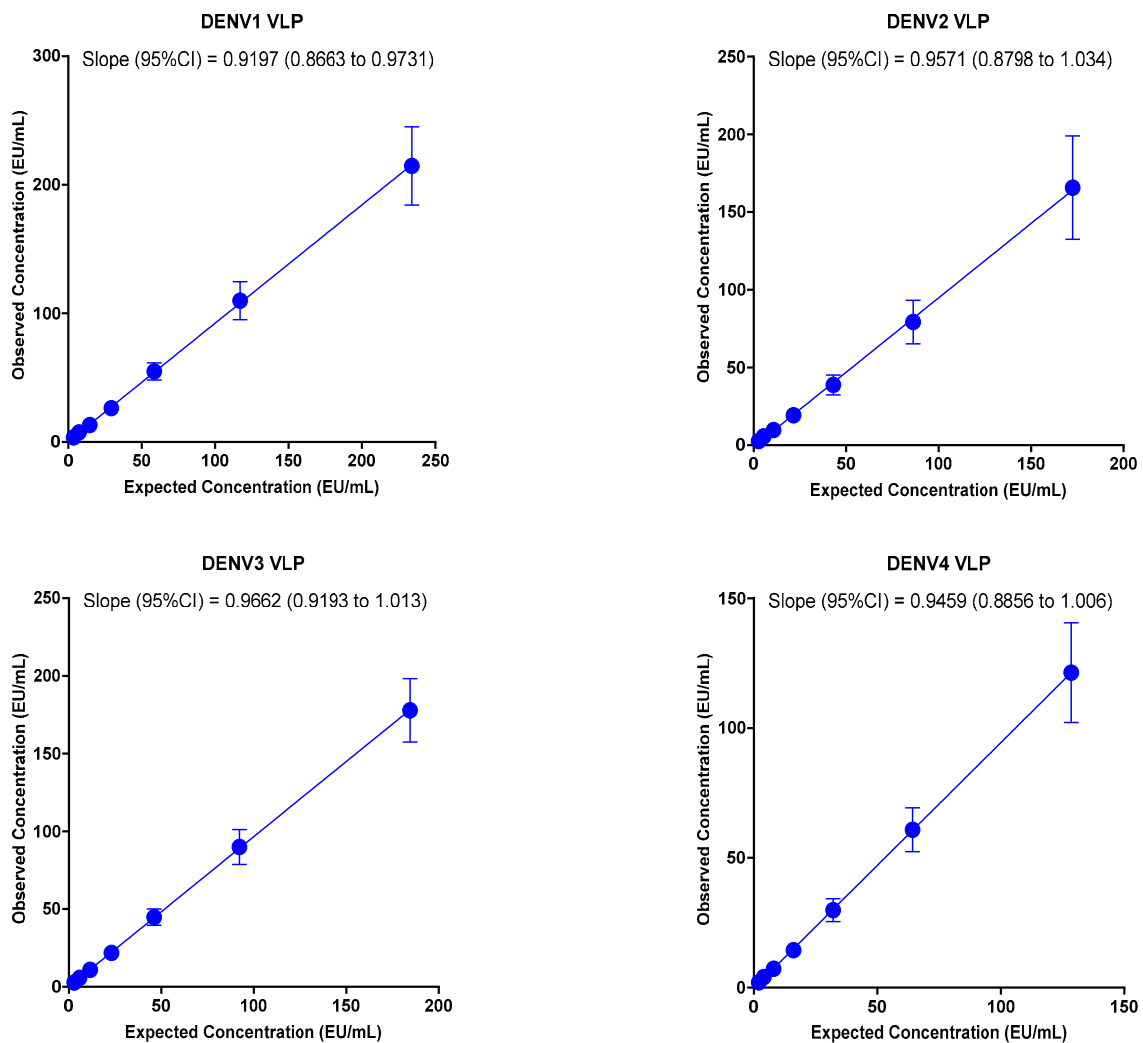 DENV1 VLP
Slope (95%CI) = 0.9197 (0.8663 to 0.9731)
Observed Concentration (EU/mL)
300
200
100
0
0 50 100 150 200 250
Expected Concentration (EU/mL)
DENV2 VLP
Slope (95%CI) = 0.9571 (0.8798 to 1.034)
Observed Concentration (EU/mL)
250
200
150
100
50
0
0 50 100 150 200
Expected Concentration (EU/mL)
DENV3 VLP
Slope (95%CI) = 0.9662 (0.9193 to 1.013)
Observed Concentration (EU/mL)
250
200
150
100
50
0
0 50 100 150 200
Expected Concentration (EU/mL)
DENV4 VLP
Slope (95%CI) = 0.9459 (0.8856 to 1.006)
Observed Concentration (EU/mL)
150
100
50
0
0 50 100 150
Expected Concentration (EU/mL)